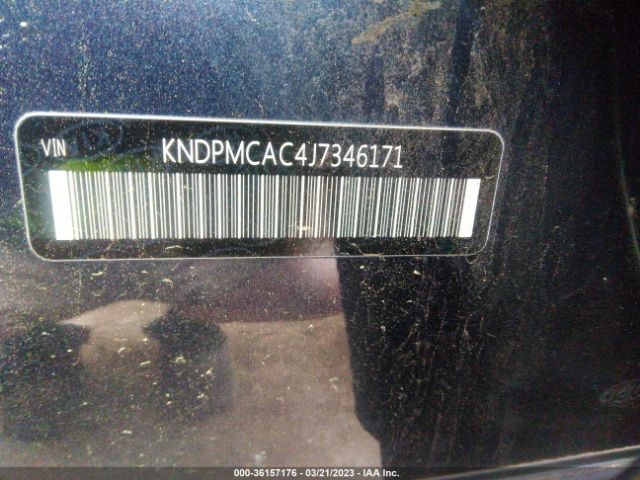 VIN KNDPMCAC4J7346171
000-36157176 - 03/21/2023 - IAA Inc.